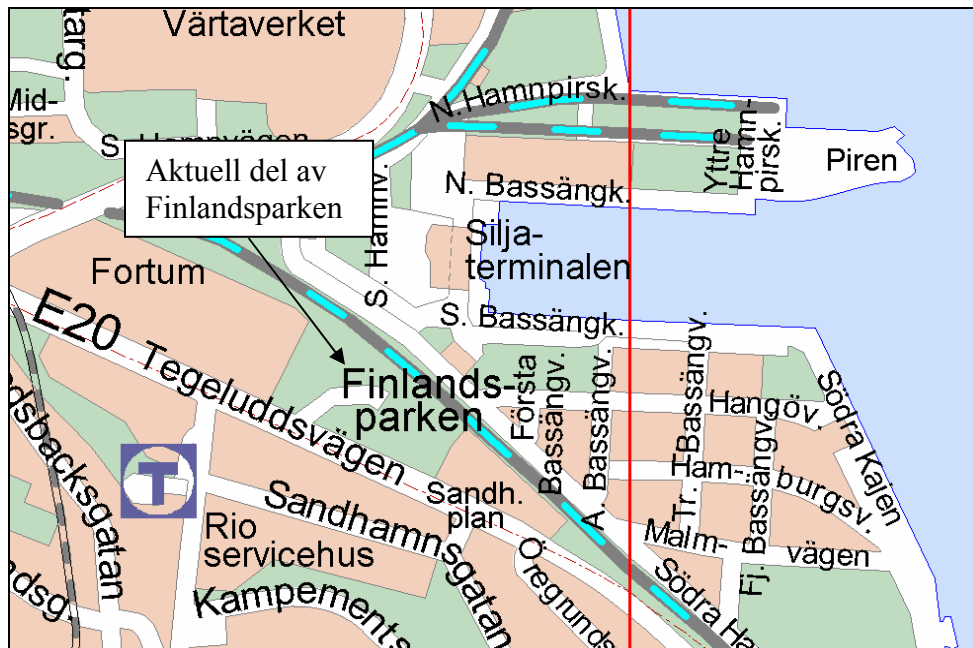 Värtaverket
targ.
Mid-
sgr.
N. Hamnpirsk.
S. Hamnvägen
Yttre
Hamn-
pirsk.
Piren
Aktuell del av
Finlandsparken
N. Bassängk.
S. Hamnv.
Silja-
terminalen
Fortum
S. Bassängk.
E20
Tegeluddsvägen
Finlands-
parken
Första
Bassängv.
A. Bassängv.
Tr. Bassängv.
Fj. Bassängv.
Hangöv.
Södra Kajen
Ham-
burgsv.
Malm-
vägen
Södra Ha
ndsbacksgatan
T
Rio
servicehus
Sandhamnsgatan
Sandh.
plan
Öregrunds
Kampements
ndsg.